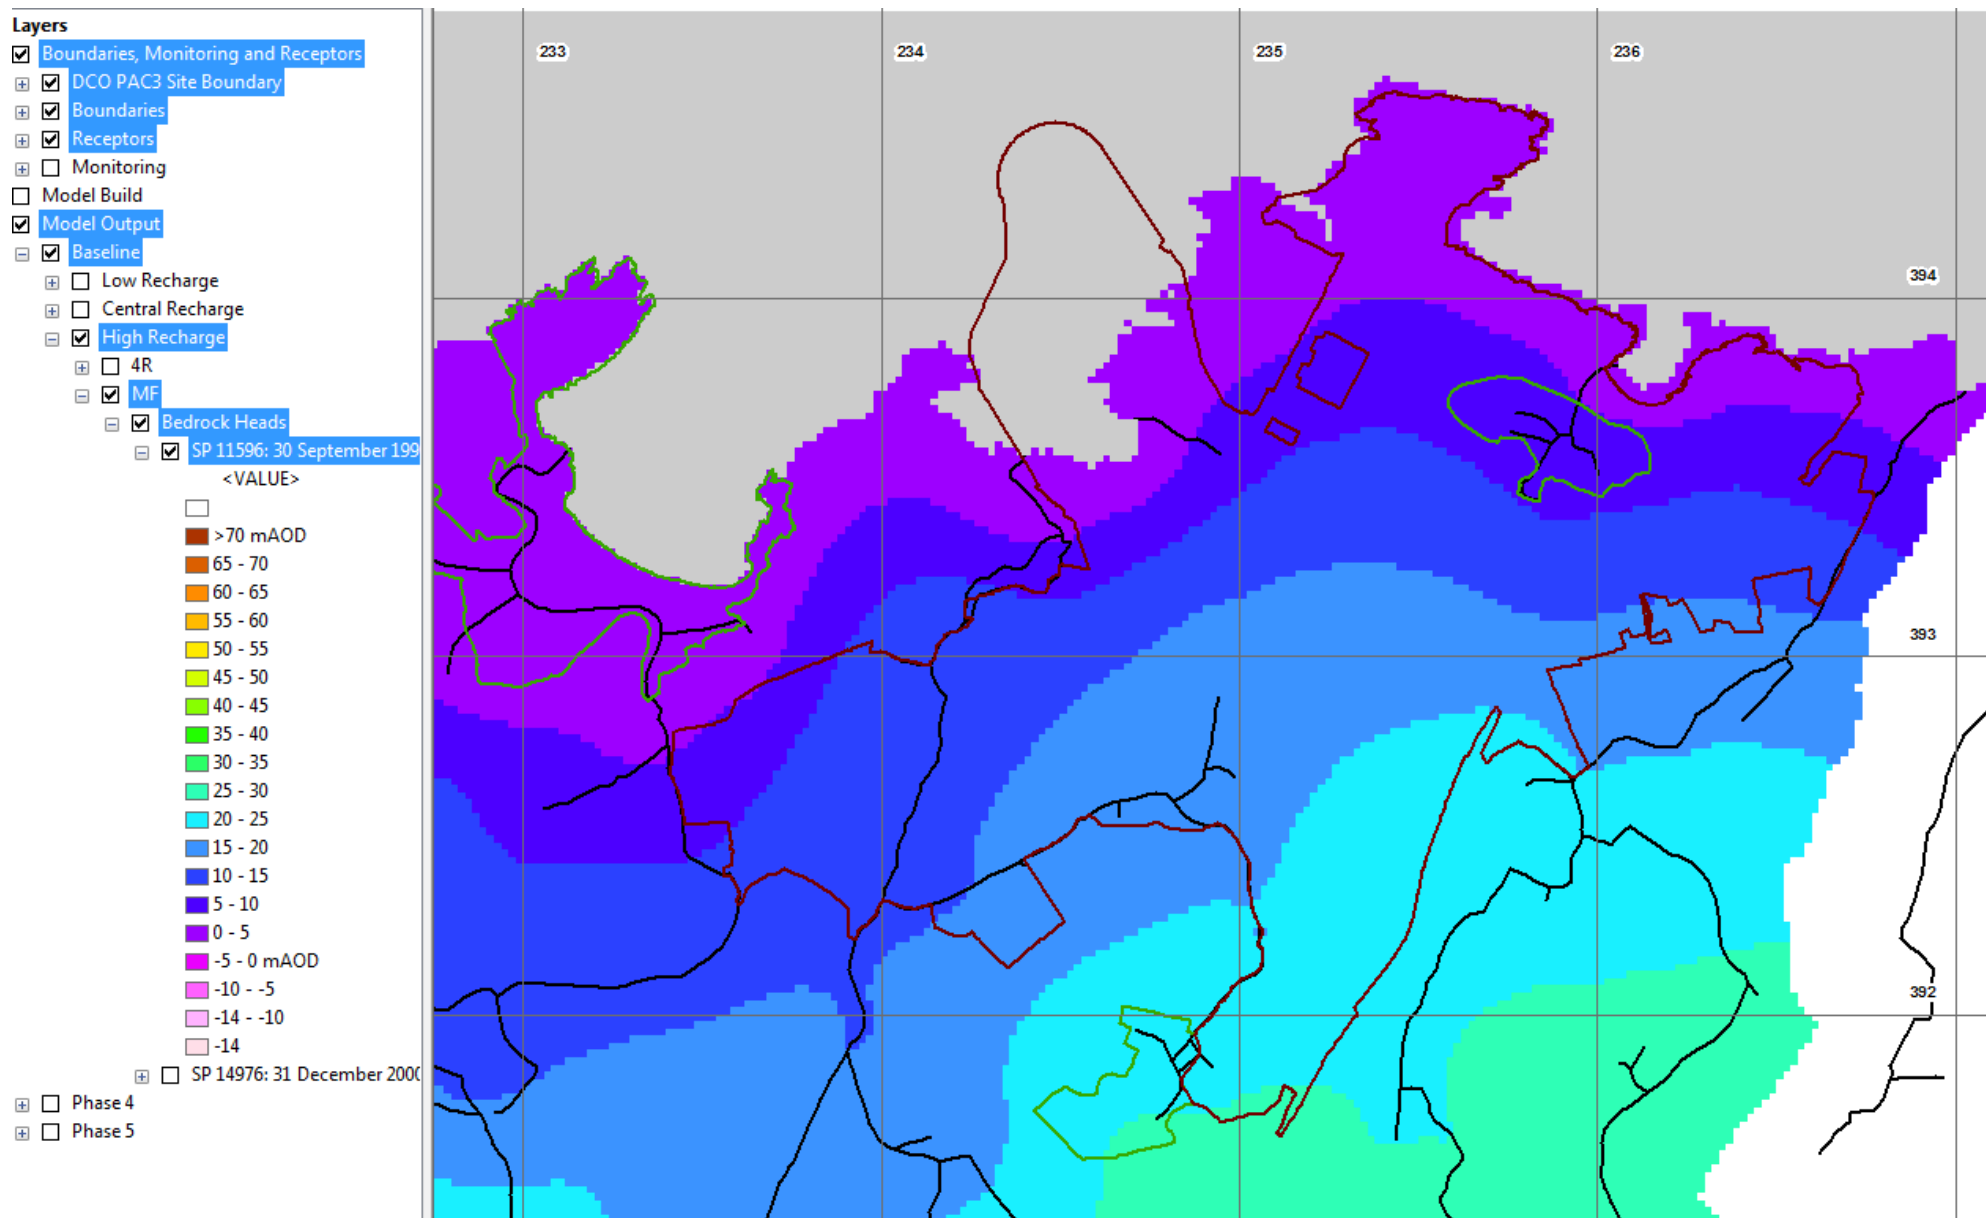 Layers
Boundaries, Monitoring and Receptors
DCO PAC3 Site Boundary
Boundaries
Receptors
Monitoring
Model Build
Model Output
Baseline
Low Recharge
Central Recharge
High Recharge
4R
MF
Bedrock Heads
SP 11596: 30 September 199
<VALUE>
>70 mAOD
65 - 70
60 - 65
55 - 60
50 - 55
45 - 50
40 - 45
35 - 40
30 - 35
25 - 30
20 - 25
15 - 20
10 - 15
5 - 10
0 - 5
-5 - 0 mAOD
-10 - -5
-14 - -10
-14
SP 14976: 31 December 2000
Phase 4
Phase 5
233
234
235
236
394
393
392